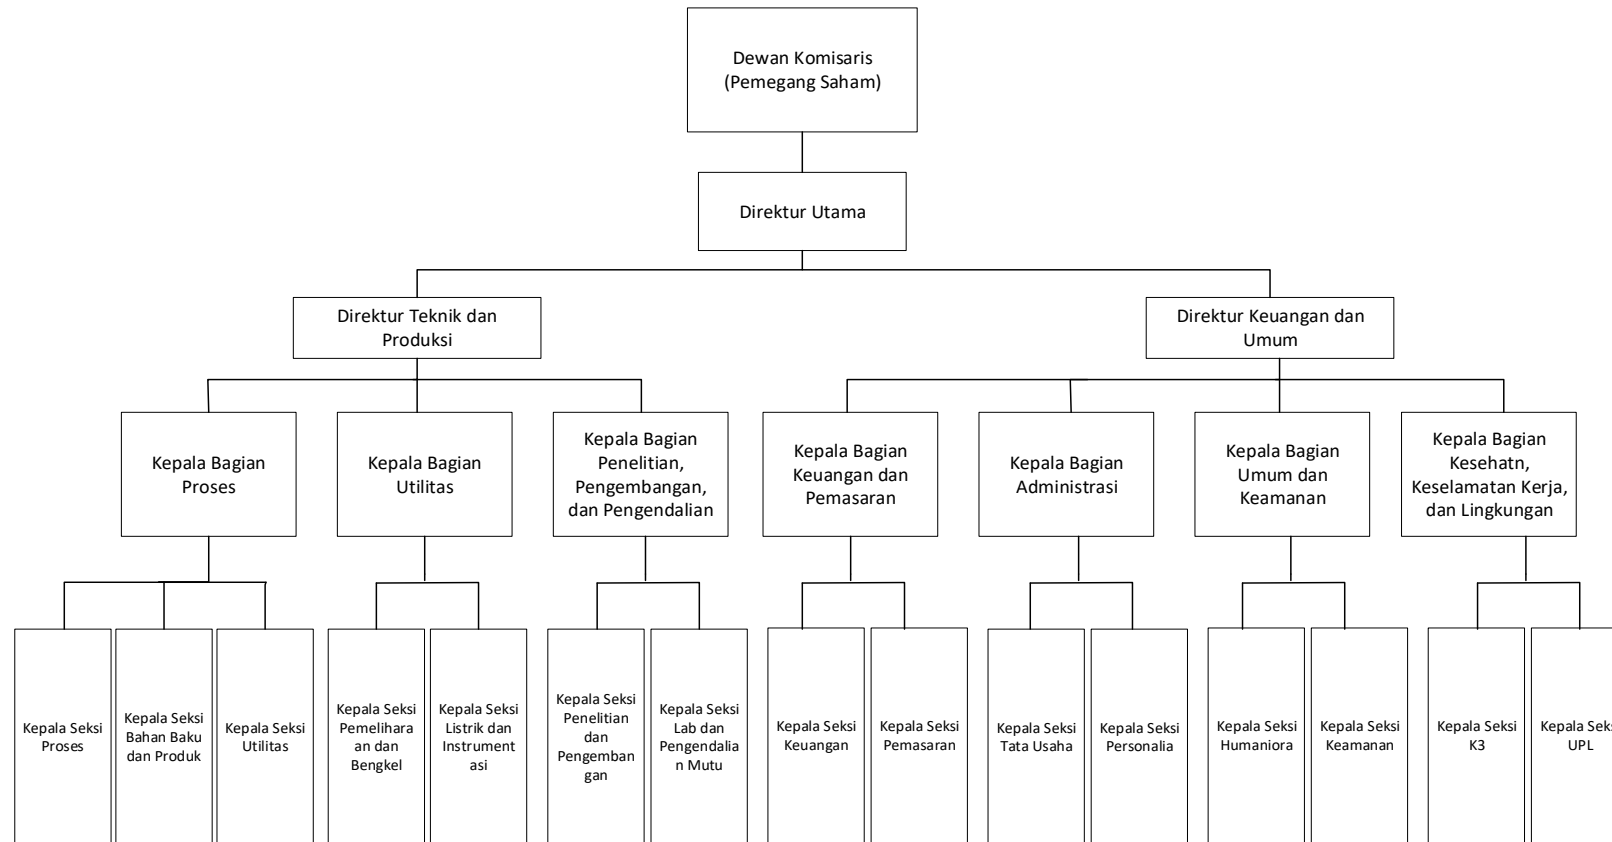 Dewan Komisaris
(Pemegang Saham)
Direktur Utama
Direktur Teknik dan
Produksi
Direktur Keuangan dan
Umum
Kepala Bagian
Proses
Kepala Bagian
Utilitas
Kepala Bagian
Penelitian,
Pengembangan,
dan Pengendalian
Kepala Bagian
Keuangan dan
Pemasaran
Kepala Bagian
Administrasi
Kepala Bagian
Umum dan
Keamanan
Kepala Bagian
Kesehatn,
Keselamatan Kerja,
dan Lingkungan
Kepala Seksi
Proses
Kepala Seksi
Bahan Baku
dan Produk
Kepala Seksi
Utilitas
Kepala Seksi
Pemelihara
an dan
Bengkel
Kepala Seksi
Listrik dan
Instrument
asi
Kepala Seksi
Penelitian
dan
Pengemban
gan
Kepala Seksi
Lab dan
Pengendalia
n Mutu
Kepala Seksi
Keuangan
Kepala Seksi
Pemasaran
Kepala Seksi
Tata Usaha
Kepala Seksi
Personalia
Kepala Seksi
Humaniora
Kepala Seksi
Keamanan
Kepala Seksi
K3
Kepala Seks
UPL